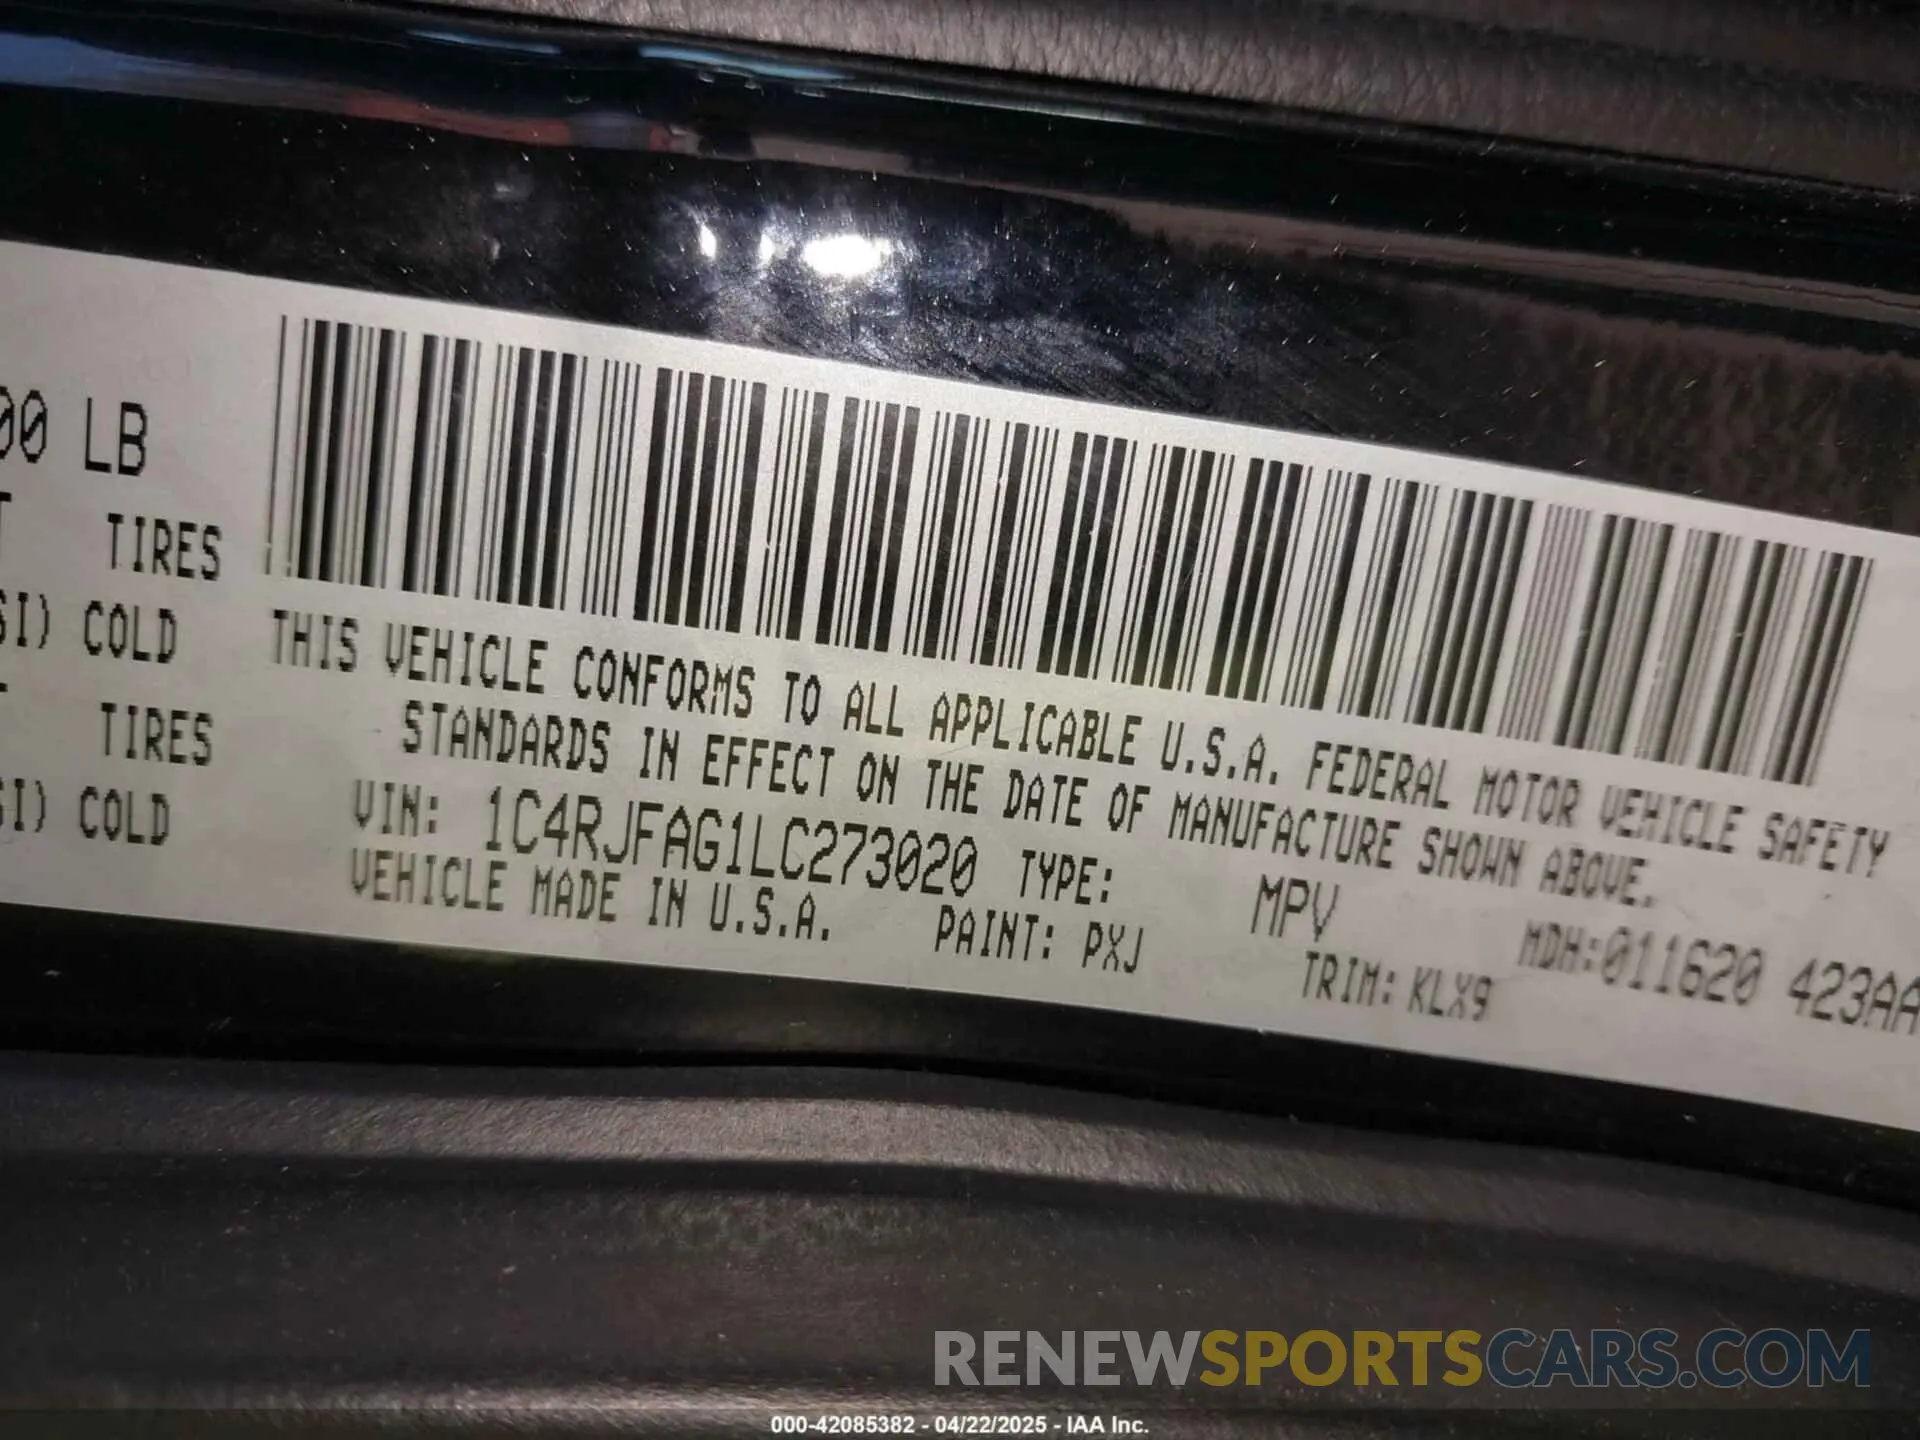 00 LB
TIRES
SI) COLD
TIRES
SI) COLD
THIS VEHICLE CONFORMS TO ALL APPLICABLE U.S.A. FEDERAL MOTOR VEHICLE SAFETY
STANDARDS IN EFFECT ON THE DATE OF MANUFACTURE SHOWN ABOVE.
VIN: 1C4RJFAG1LC273020 TYPE: MPV MDH:011620 423AA
VEHICLE MADE IN U.S.A. PAINT: PXJ TRIM: KLX9
RENEWSPORTSCARS.COM
000-42085382 - 04/22/2025 - IAA Inc.